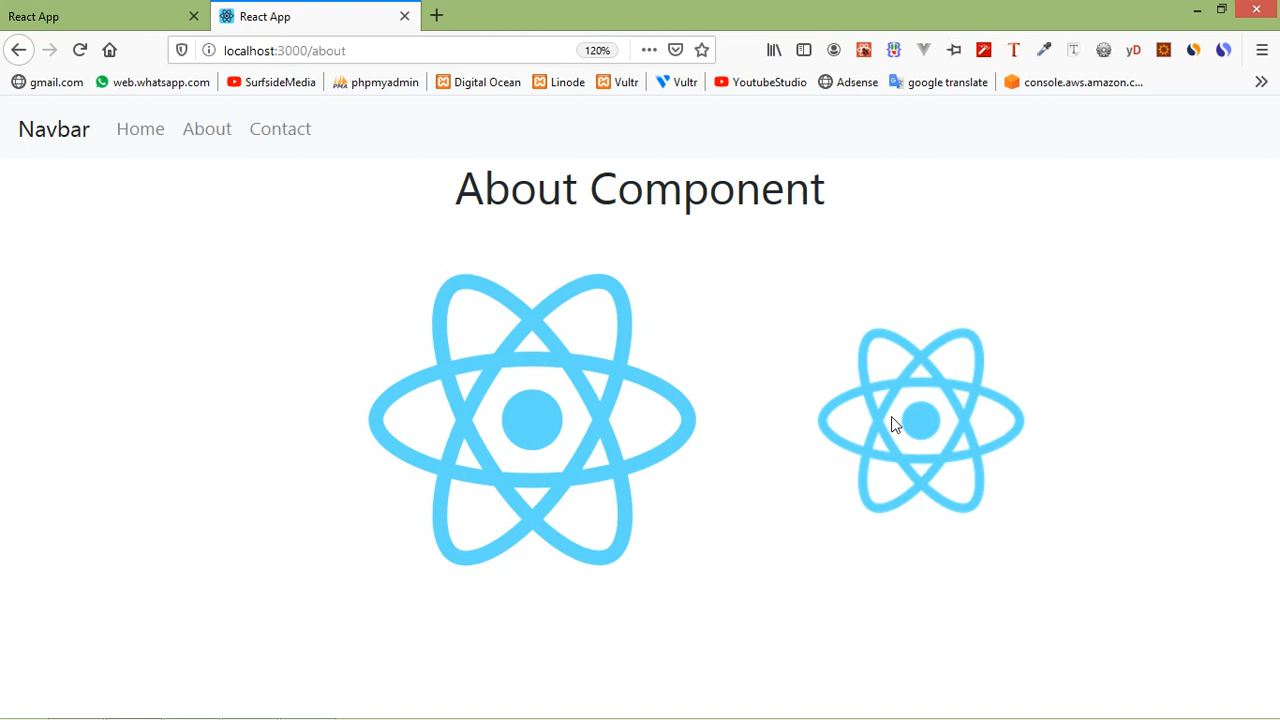 React App
React App
localhost:3000/about
120%
T
T
yD
gmail.com
web.whatsapp.com
SurfsideMedia
phpmyadmin
Digital Ocean
Linode
Vultr
Vultr
YoutubeStudio
Adsense
google translate
console.aws.amazon.c...
Navbar
Home
About
Contact
About Component